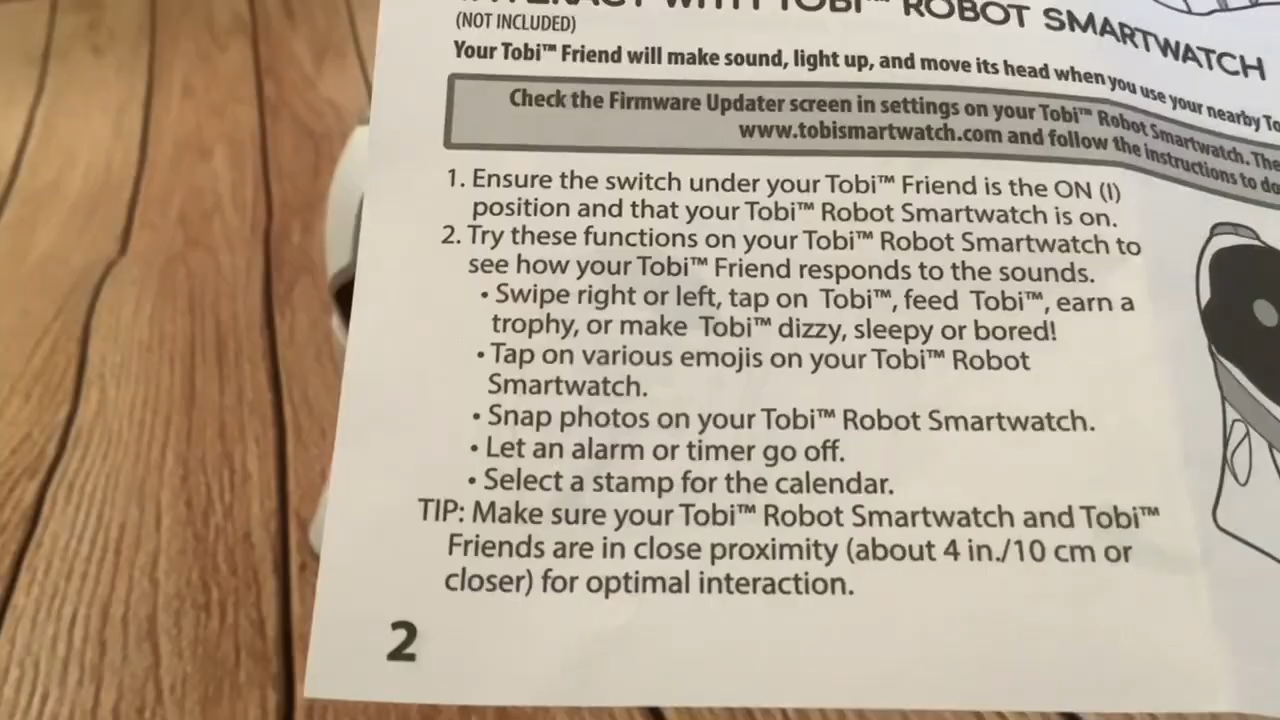 INTERACT WITH TOBI™ ROBOT SMARTWATCH
(NOT INCLUDED)
Your Tobi™ Friend will make sound, light up, and move its head when you use your nearby To
Check the Firmware Updater screen in settings on your Tobi™ Robot Smartwatch. The
www.tobismartwatch.com and follow the instructions to do
1. Ensure the switch under your Tobi™ Friend is the ON (I)
position and that your Tobi™ Robot Smartwatch is on.
2. Try these functions on your Tobi™ Robot Smartwatch to
see how your Tobi™ Friend responds to the sounds.
• Swipe right or left, tap on Tobi™, feed Tobi™, earn a
trophy, or make Tobi™ dizzy, sleepy or bored!
• Tap on various emojis on your Tobi™ Robot
Smartwatch.
• Snap photos on your Tobi™ Robot Smartwatch.
• Let an alarm or timer go off.
• Select a stamp for the calendar.
TIP: Make sure your Tobi™ Robot Smartwatch and Tobi™
Friends are in close proximity (about 4 in./10 cm or
closer) for optimal interaction.
2